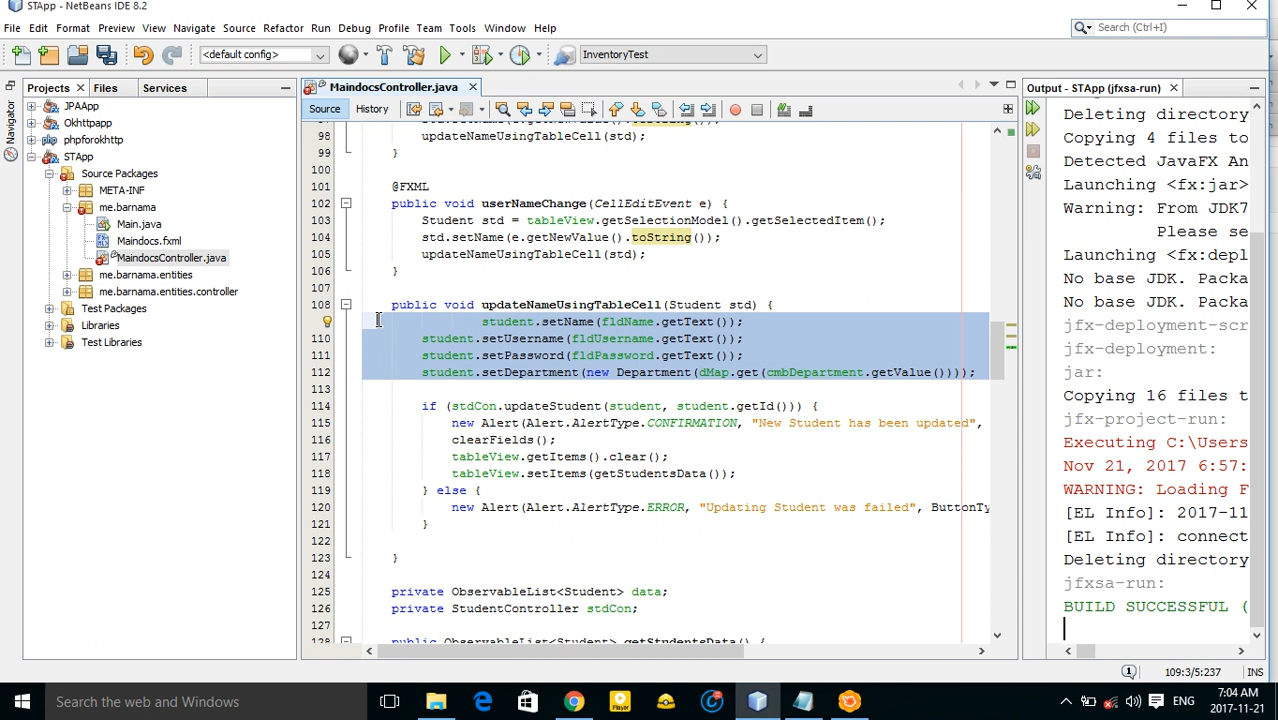 STApp - NetBeans IDE 8.2
File Edit Format Preview View Navigate Source Refactor Run Debug Profile Team Tools Window Help
Search (Ctrl+I)
<default config>
InventoryTest
Projects
Files
Services
MaindocsController.java
Output - STApp (jfxsa-run)
Navigator
Source
History
JPAApp
Okhttpapp
phpforokhttp
STApp
Source Packages
META-INF
me.barnama
Main.java
Maindocs.fxml
MaindocsController.java
me.barnama.entities
me.barnama.entities.controller
Test Packages
Libraries
Test Libraries
98 updateNameUsingTableCell(std);
99 }
100
101 @FXML
102 public void userNameChange(CellEditEvent e) {
103 Student std = tableView.getSelectionModel().getSelectedItem();
104 std.setName(e.getNewValue().toString());
105 updateNameUsingTableCell(std);
106 }
107
108 public void updateNameUsingTableCell(Student std) {
student.setName(fldName.getText());
110 student.setUsername(fldUsername.getText());
111 student.setPassword(fldPassword.getText());
112 student.setDepartment(new Department(dMap.get(cmbDepartment.getValue())));
113
114 if (stdCon.updateStudent(student, student.getId())) {
115 new Alert(Alert.AlertType.CONFIRMATION, "New Student has been updated",
116 clearFields();
117 tableView.getItems().clear();
118 tableView.setItems(getStudentsData());
119 } else {
120 new Alert(Alert.AlertType.ERROR, "Updating Student was failed", ButtonTy
121 }
122
123 }
124
125 private ObservableList<Student> data;
126 private StudentController stdCon;
127
128 public ObservableList<Student> getStudentsData() {
Deleting directory
Copying 4 files to
Detected JavaFX An
Launching <fx:jar>
Warning: From JDK7
Please se
Launching <fx:depl
No base JDK. Packa
No base JDK. Packa
jfx-deployment-scr
jfx-deployment:
jar:
Copying 16 files t
jfx-project-run:
Executing C:\Users
Nov 21, 2017 6:57:
WARNING: Loading F
[EL Info]: 2017-11
[EL Info]: connect
Deleting directory
jfxsa-run:
BUILD SUCCESSFUL (
1
109:3/5:237
INS
Search the web and Windows
Player
ENG
7:04 AM
2017-11-21